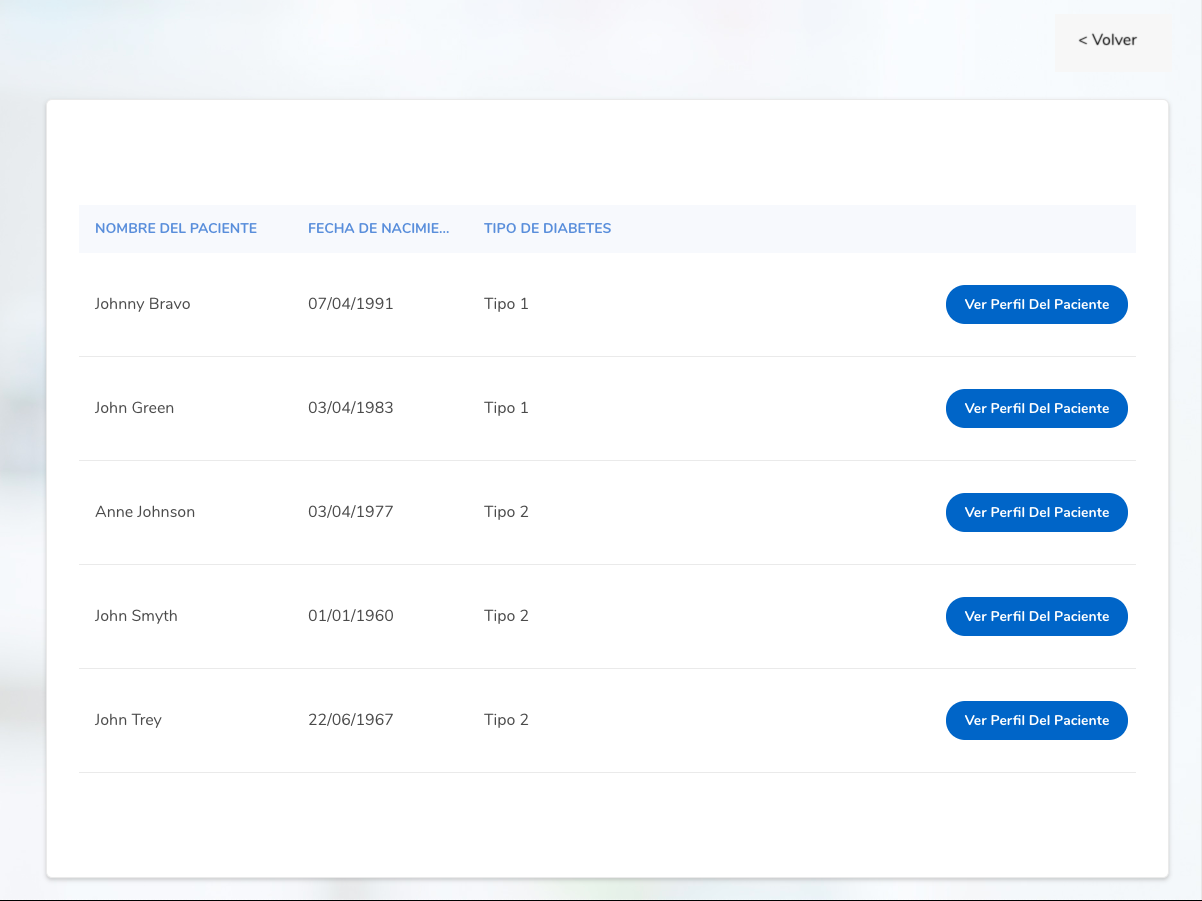 < Volver
NOMBRE DEL PACIENTE FECHA DE NACIMIE... TIPO DE DIABETES
Johnny Bravo 07/04/1991 Tipo 1 Ver Perfil Del Paciente
John Green 03/04/1983 Tipo 1 Ver Perfil Del Paciente
Anne Johnson 03/04/1977 Tipo 2 Ver Perfil Del Paciente
John Smyth 01/01/1960 Tipo 2 Ver Perfil Del Paciente
John Trey 22/06/1967 Tipo 2 Ver Perfil Del Paciente